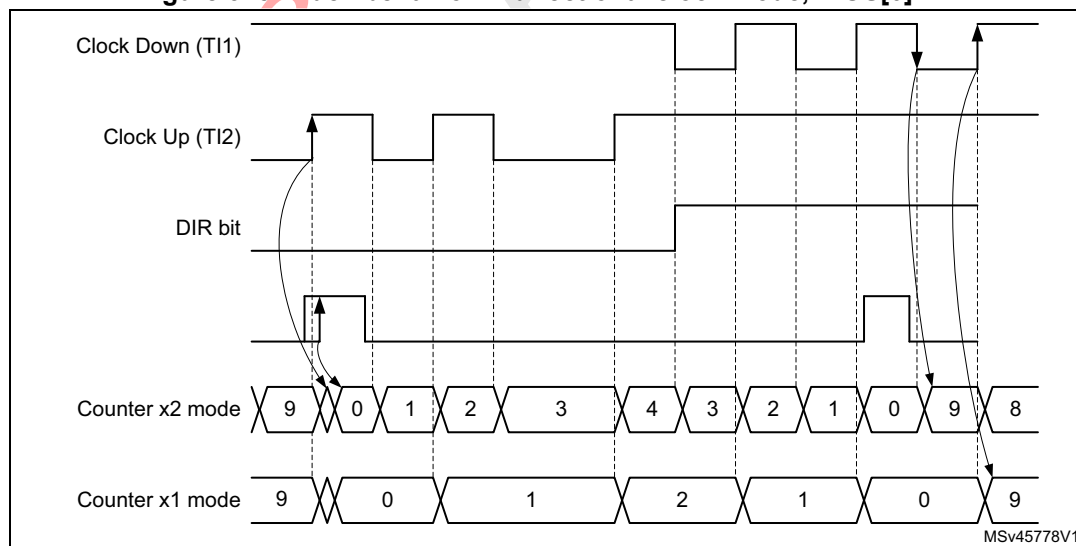 Clock Down (TI1)
Clock Up (TI2)
DIR bit
Counter x2 mode 9 0 1 2 3 4 3 2 1 0 9 8
Counter x1 mode 9 0 1 2 1 0 9
MSv45778V1